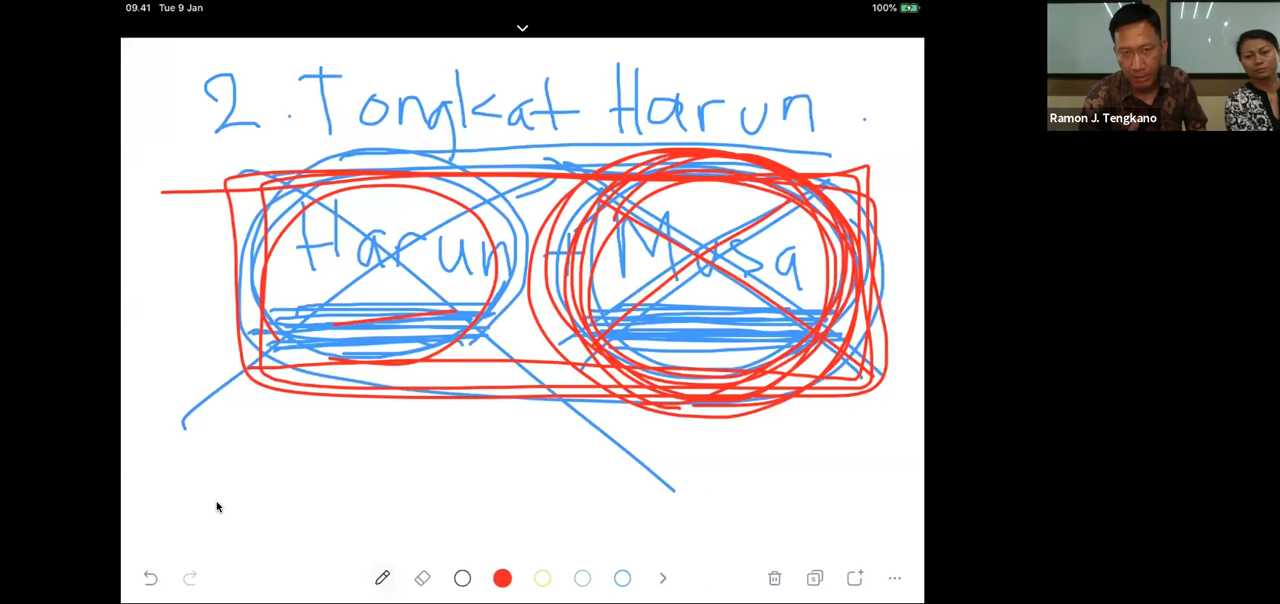 09.41 Tue 9 Jan
100%
2. Tongkat Harun.
Harun + Musa
Ramon J. Tengkano